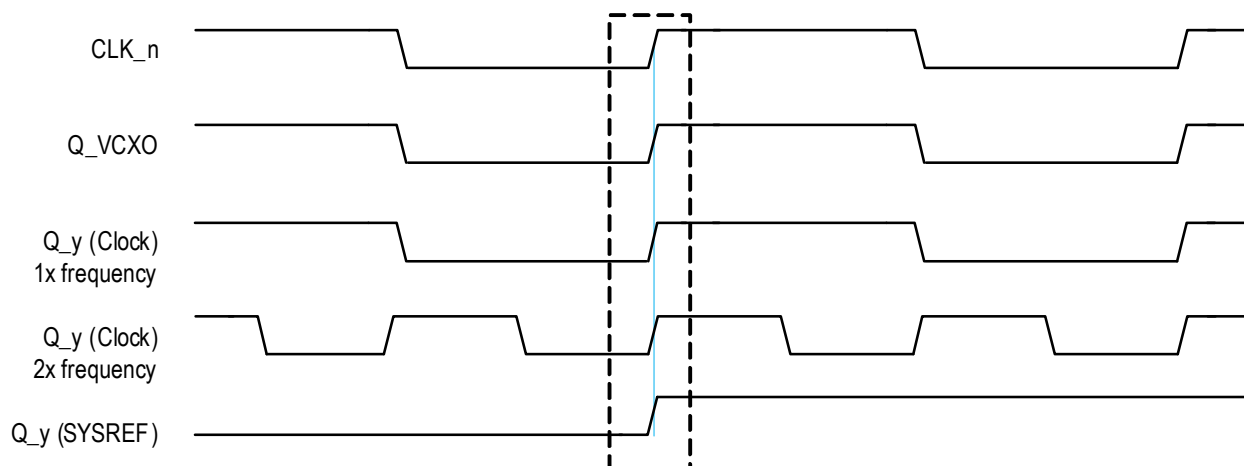 CLK_n
Q_VCXO
Q_y (Clock)
1x frequency
Q_y (Clock)
2x frequency
Q_y (SYSREF)